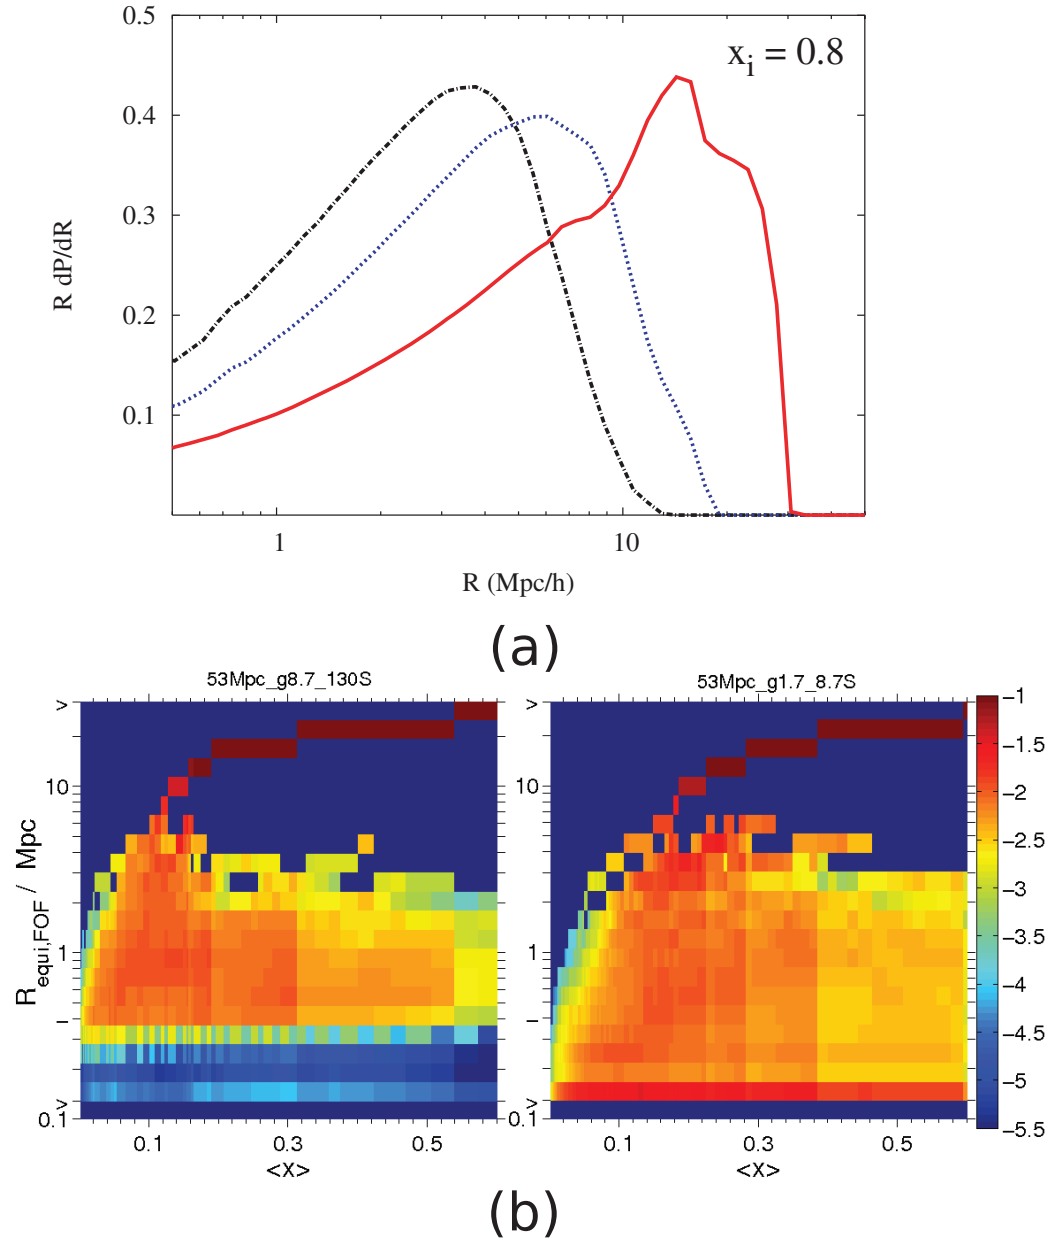 0.5
x_i = 0.8
0.4
0.3
0.2
0.1
R dP/dR
1 10
R (Mpc/h)
(a)
53Mpc_g8.7_130S 53Mpc_g1.7_8.7S
> > −1
−1.5
10 10 −2
−2.5
−3
R_equi,FOF / Mpc
1 1 −3.5
−4
− − −4.5
−5
> >
0.1 0.1 −5.5
0.1 0.3 0.5 0.1 0.3 0.5
<X> <X>
(b)